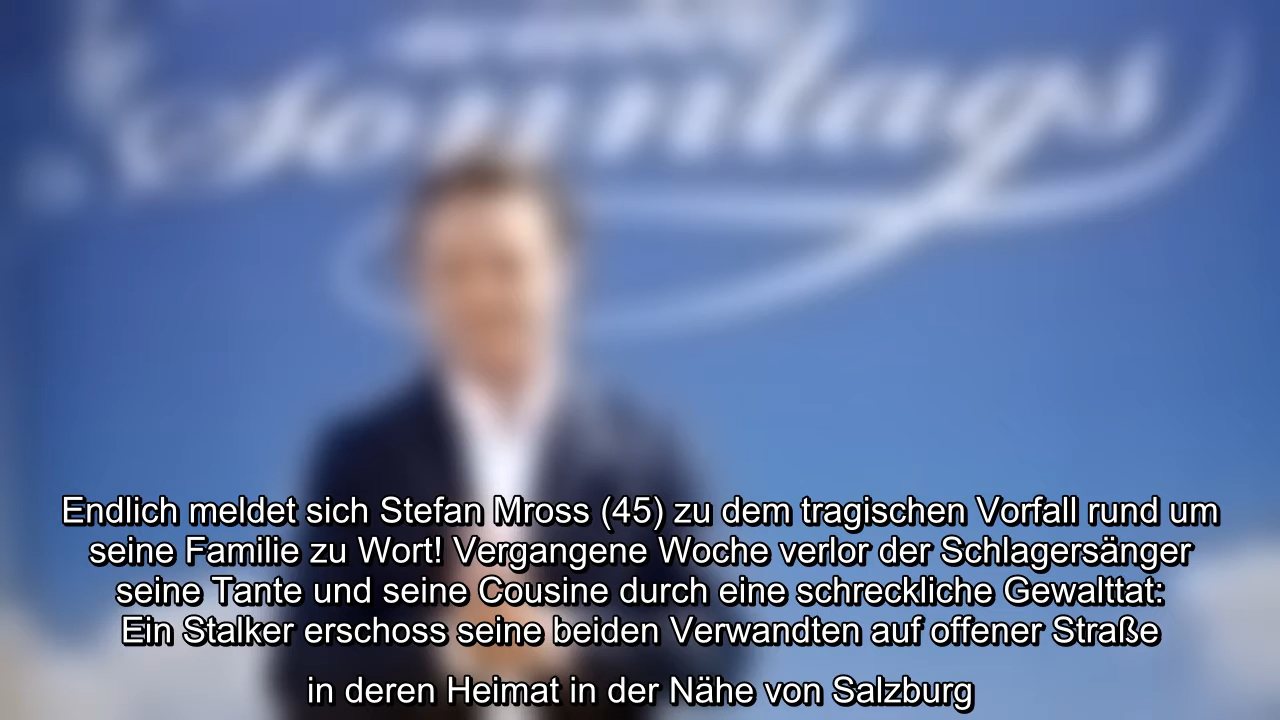 Sonntags
Endlich meldet sich Stefan Mross (45) zu dem tragischen Vorfall rund um
seine Familie zu Wort! Vergangene Woche verlor der Schlagersänger
seine Tante und seine Cousine durch eine schreckliche Gewalttat:
Ein Stalker erschoss seine beiden Verwandten auf offener Straße
in deren Heimat in der Nähe von Salzburg